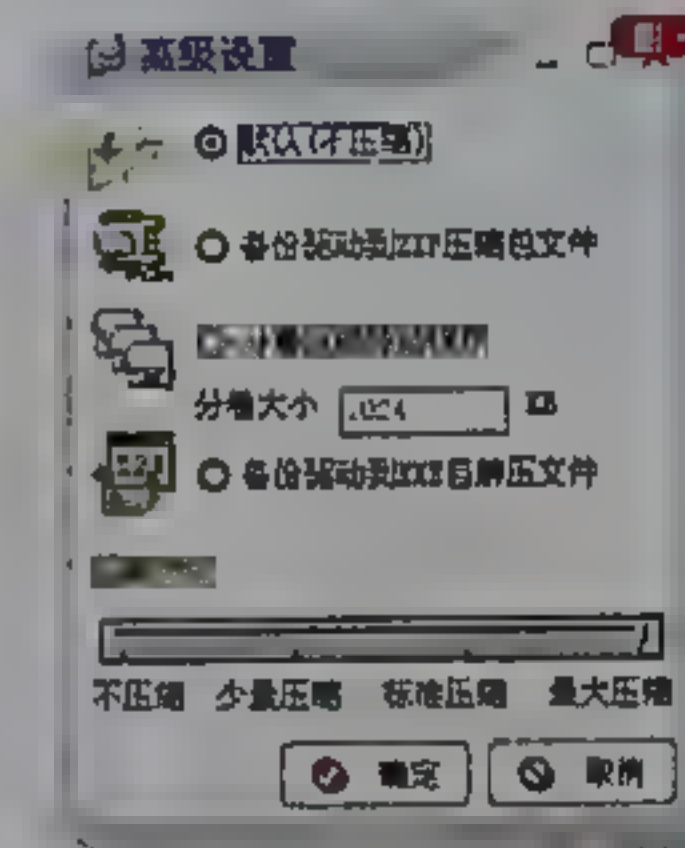 高级设置
默认(不压缩)
备份驱动到ZIP压缩包文件
分卷大小
KB
备份驱动到EXE自解压文件
不压缩 少量压缩 标准压缩 最大压缩
确定 取消